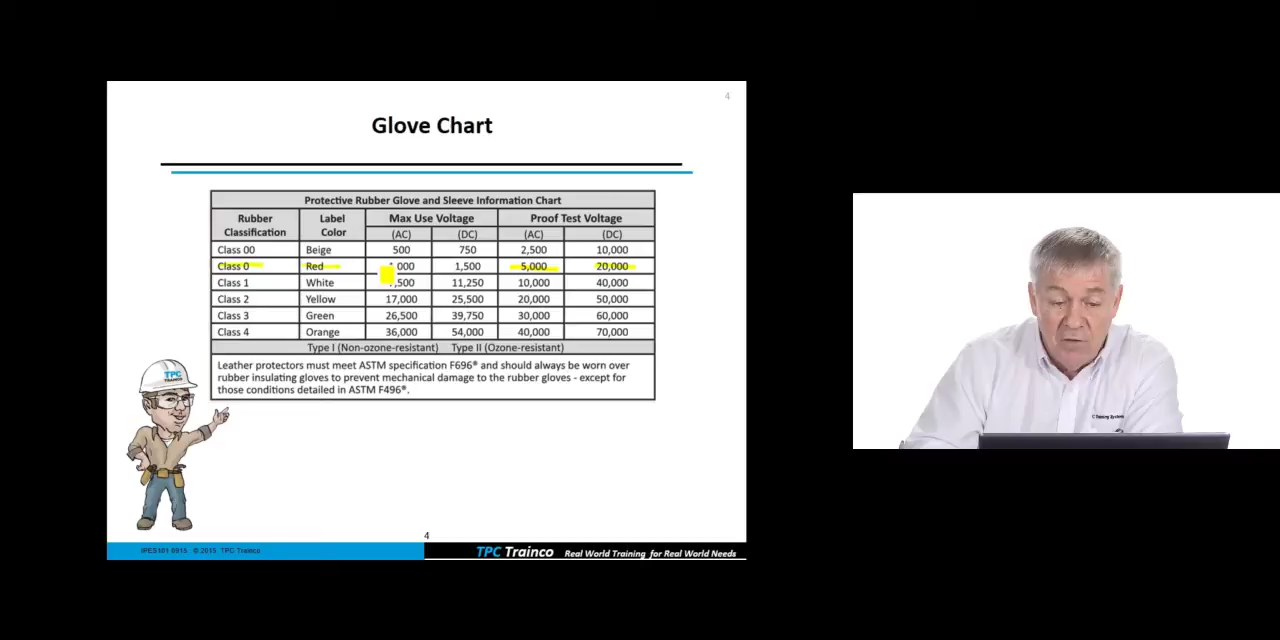 4
Glove Chart
Protective Rubber Glove and Sleeve Information Chart
Rubber Classification Label Color Max Use Voltage Proof Test Voltage
(AC) (DC) (AC) (DC)
Class 00 Beige 500 750 2,500 10,000
Class 0 Red 1,500 5,000 20,000
Class 1 White 11,250 10,000 40,000
Class 2 Yellow 17,000 25,500 20,000 50,000
Class 3 Green 26,500 39,750 30,000 60,000
Class 4 Orange 36,000 54,000 40,000 70,000
Type I (Non-ozone-resistant) Type II (Ozone-resistant)
Leather protectors must meet ASTM specification F696® and should always be worn over
rubber insulating gloves to prevent mechanical damage to the rubber gloves - except for
those conditions detailed in ASTM F496®.
TPC
TRAINCO
4
IPES101 0915 © 2015 TPC Trainco
TPC Trainco Real World Training for Real World Needs